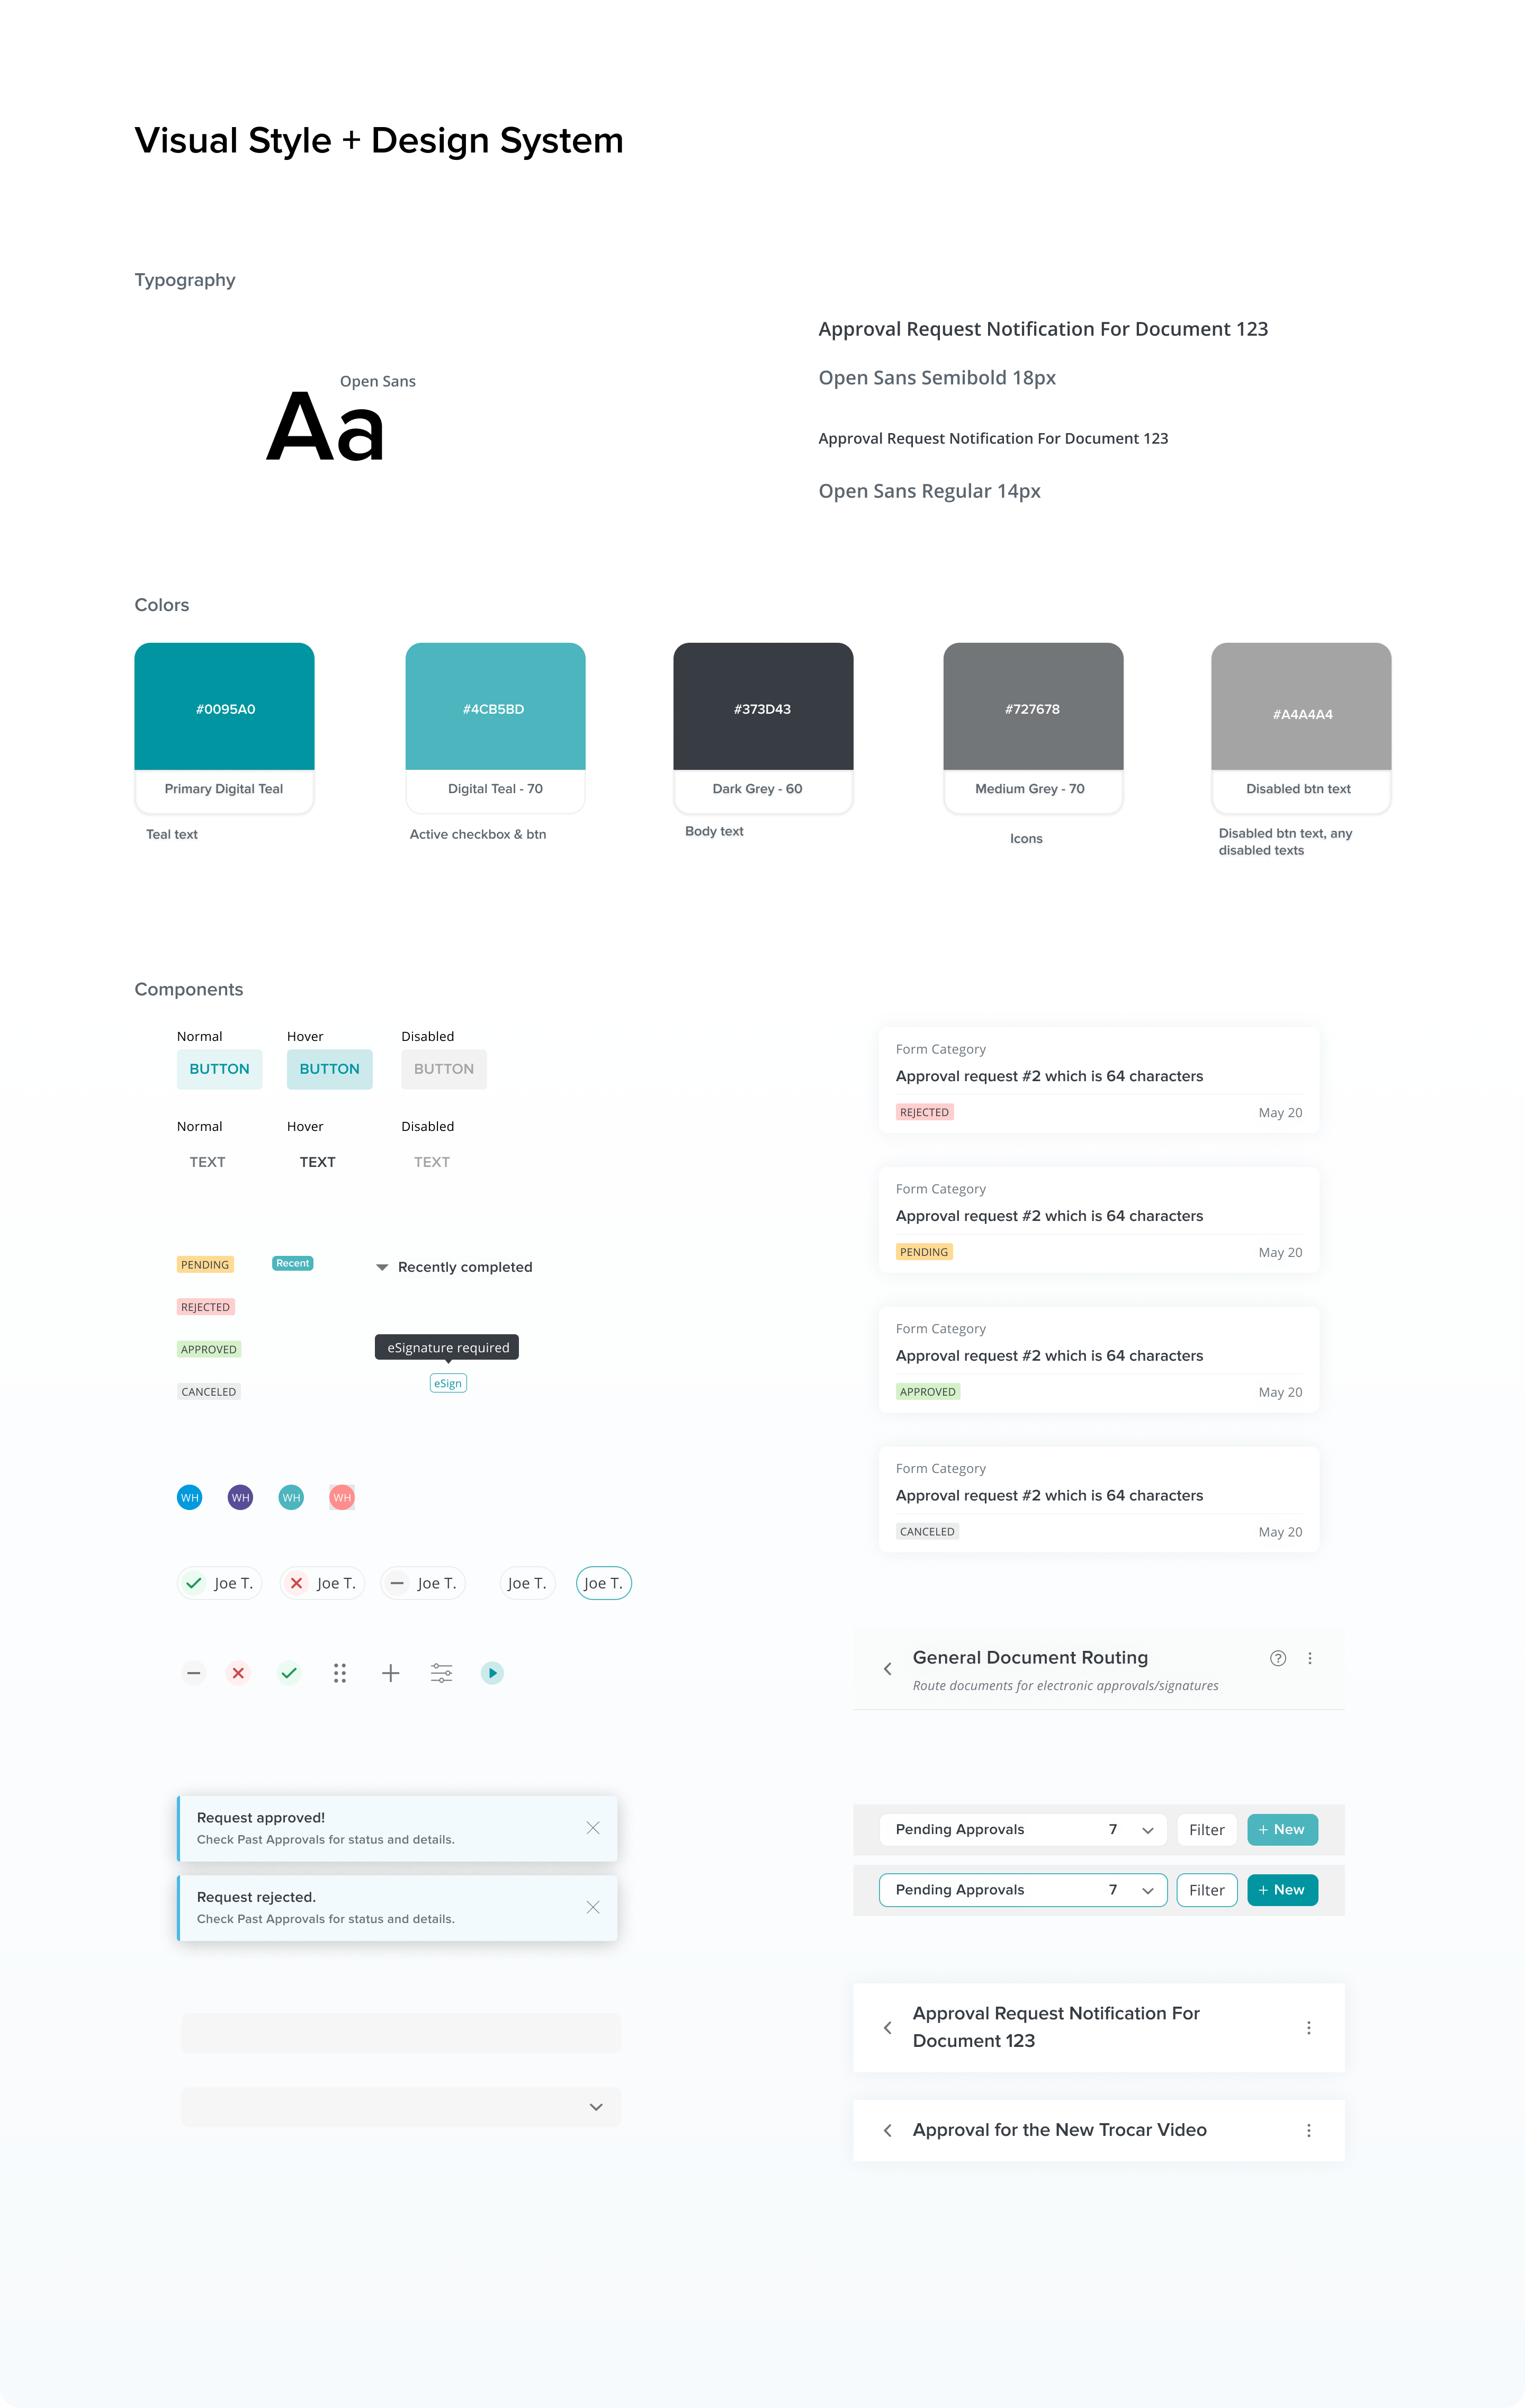 Visual Style + Design System
Typography
Open Sans
Aa
Approval Request Notification For Document 123
Open Sans Semibold 18px
Approval Request Notification For Document 123
Open Sans Regular 14px
Colors
#0095A0
#4CB5BD
#373D43
#727678
#A4A4A4
Primary Digital Teal
Digital Teal - 70
Dark Grey - 60
Medium Grey - 70
Disabled btn text
Teal text
Active checkbox & btn
Body text
Icons
Disabled btn text, any
disabled texts
Components
Normal
Hover
Disabled
BUTTON
BUTTON
BUTTON
Normal
Hover
Disabled
TEXT
TEXT
TEXT
PENDING
Recent
Recently completed
REJECTED
APPROVED
eSignature required
CANCELED
eSign
WH
WH
WH
WH
Joe T.
Joe T.
Joe T.
Joe T.
Joe T.
Request approved!
Check Past Approvals for status and details.
Request rejected.
Check Past Approvals for status and details.
Form Category
Approval request #2 which is 64 characters
REJECTED
May 20
Form Category
Approval request #2 which is 64 characters
PENDING
May 20
Form Category
Approval request #2 which is 64 characters
APPROVED
May 20
Form Category
Approval request #2 which is 64 characters
CANCELED
May 20
General Document Routing
?
Route documents for electronic approvals/signatures
Pending Approvals
7
Filter
+ New
Pending Approvals
7
Filter
+ New
Approval Request Notification For
Document 123
Approval for the New Trocar Video